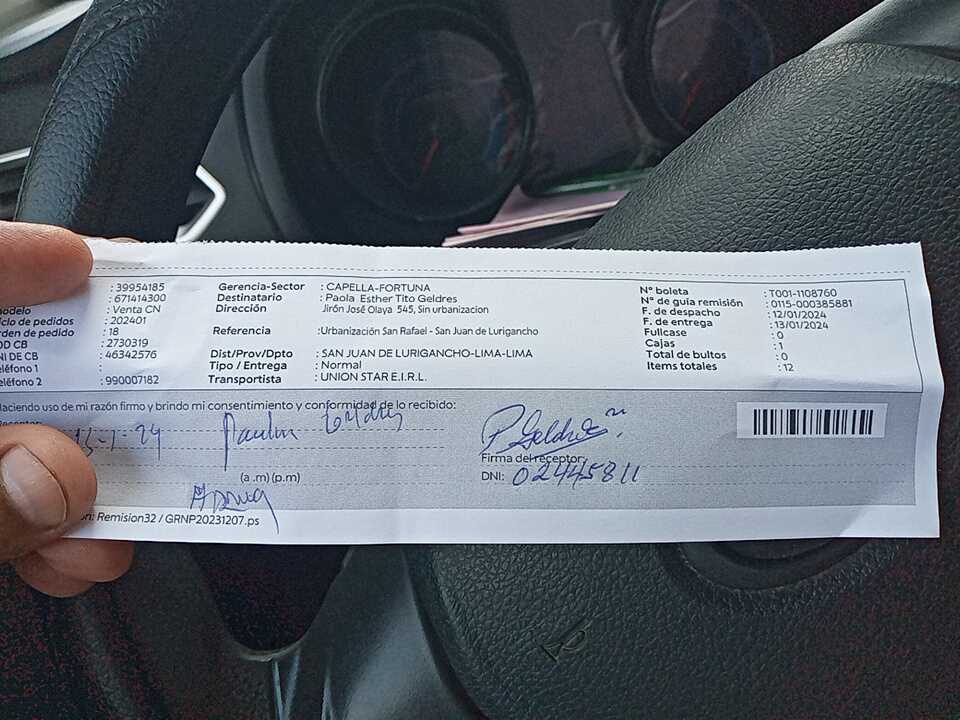 : 39954185
: 671414300
odelo : Venta CN
iclo de pedidos : 202401
rden de pedido : 18
OD CB : 2730319
NI DE CB : 46342576
eléfono 1 :
eléfono 2 : 990007182
Gerencia-Sector : CAPELLA-FORTUNA
Destinatario : Paola Esther Tito Geldres
Dirección : Jirón José Olaya 545, Sin urbanizacion
Referencia :Urbanización San Rafael - San Juan de Lurigancho
Dist/Prov/Dpto : SAN JUAN DE LURIGANCHO-LIMA-LIMA
Tipo / Entrega : Normal
Transportista : UNION STAR E.I.R.L.
N° boleta : T001-1108760
N° de guía remisión : 0115-000385881
F. de despacho : 12/01/2024
F. de entrega : 13/01/2024
Fullcase : 0
Cajas : 1
Total de bultos : 0
Items totales : 12
aciendo uso de mi razón firmo y brindo mi consentimiento y conformidad de lo recibido:
-1-24
P. Geldres
Firma del receptor
(a .m) (p.m)
DNI: 02445811
n: Remision32 / GRNP20231207.ps